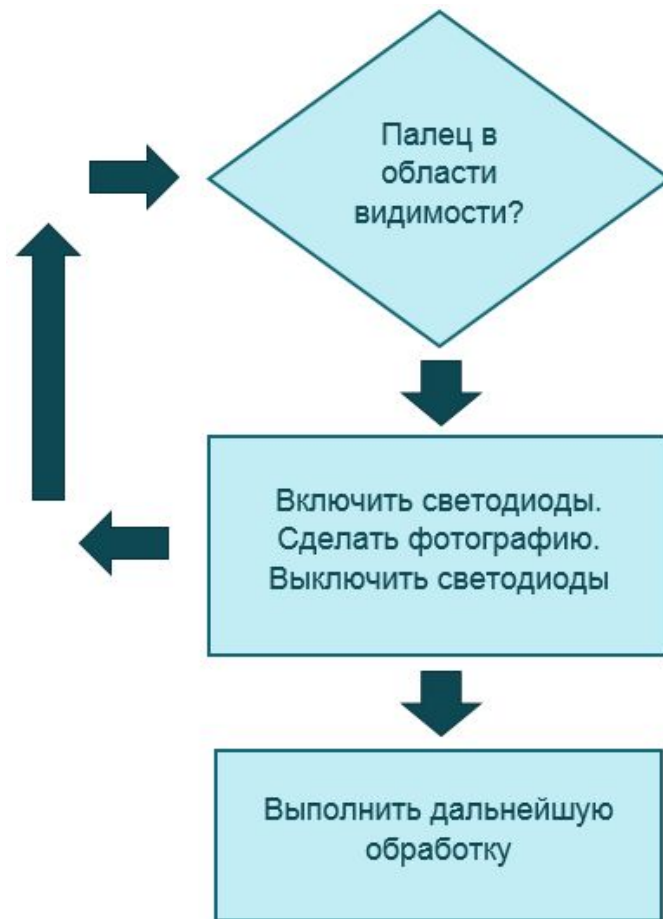 Палец в
области
видимости?
Включить светодиоды.
Сделать фотографию.
Выключить светодиоды
Выполнить дальнейшую
обработку